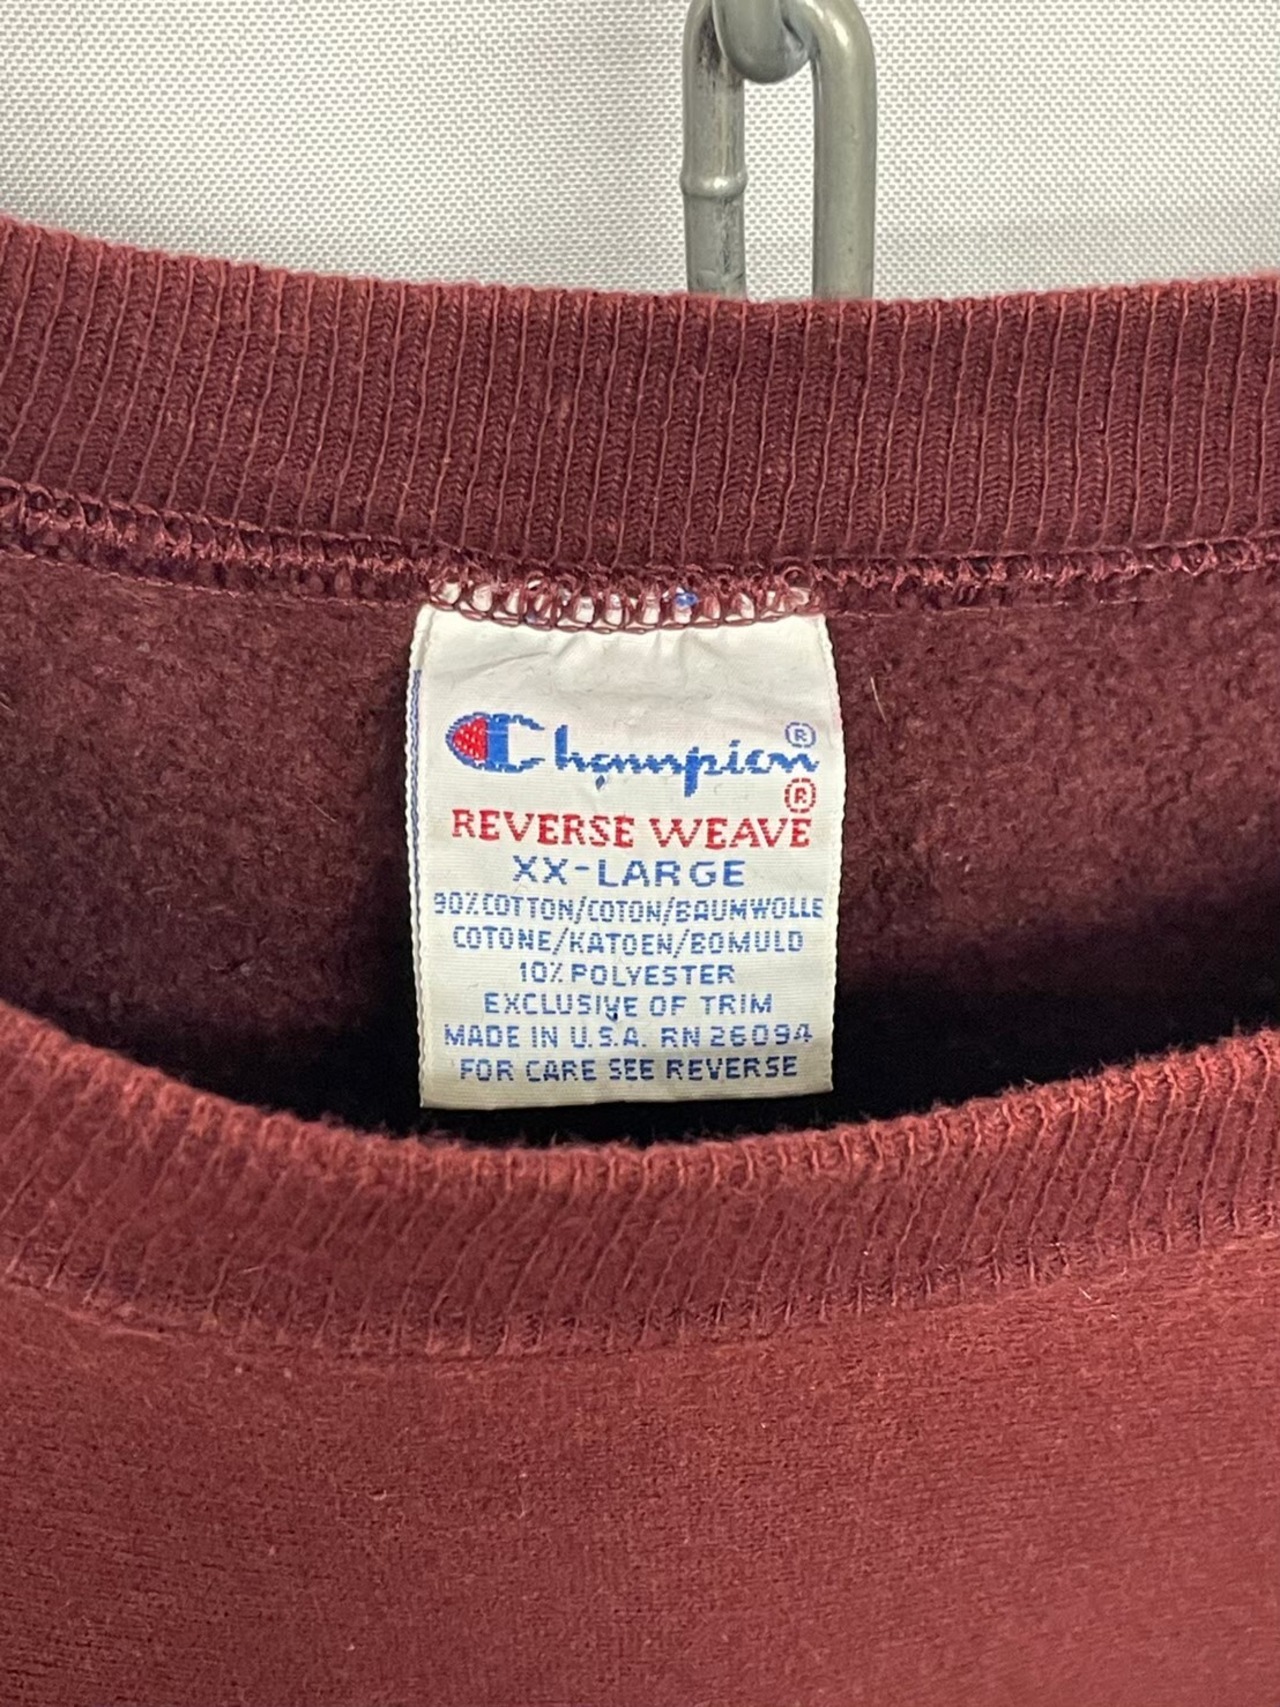 Champion®
REVERSE WEAVE®
XX-LARGE
90% COTTON/COTON/BAUMWOLLE
COTONE/KATOEN/BOMULD
10% POLYESTER
EXCLUSIVE OF TRIM
MADE IN U.S.A. RN 26094
FOR CARE SEE REVERSE